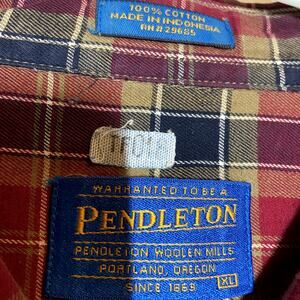 100% COTTON
MADE IN INDONESIA
RN # 29685
WARRANTED TO BE A
PENDLETON
PENDLETON WOOLEN MILLS
PORTLAND, OREGON
SINCE 1863
XL